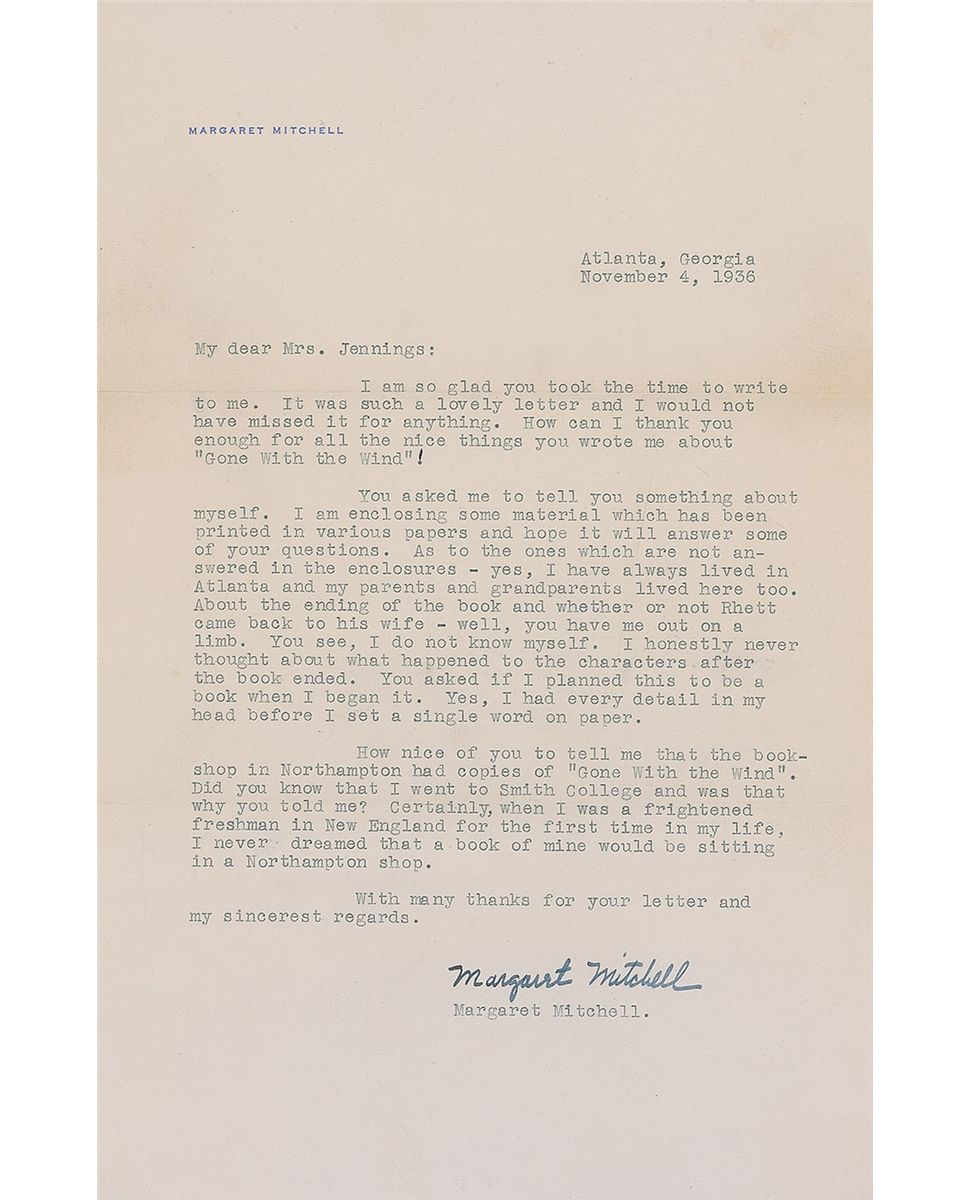 MARGARET MITCHELL
Atlanta, Georgia
November 4, 1936
My dear Mrs. Jennings:
I am so glad you took the time to write
to me. It was such a lovely letter and I would not
have missed it for anything. How can I thank you
enough for all the nice things you wrote me about
"Gone With the Wind"!
You asked me to tell you something about
myself. I am enclosing some material which has been
printed in various papers and hope it will answer some
of your questions. As to the ones which are not an-
swered in the enclosures - yes, I have always lived in
Atlanta and my parents and grandparents lived here too.
About the ending of the book and whether or not Rhett
came back to his wife - well, you have me out on a
limb. You see, I do not know myself. I honestly never
thought about what happened to the characters after
the book ended. You asked if I planned this to be a
book when I began it. Yes, I had every detail in my
head before I set a single word on paper.
How nice of you to tell me that the book-
shop in Northampton had copies of "Gone With the Wind".
Did you know that I went to Smith College and was that
why you told me? Certainly, when I was a frightened
freshman in New England for the first time in my life,
I never dreamed that a book of mine would be sitting
in a Northampton shop.
With many thanks for your letter and
my sincerest regards.
Margaret Mitchell
Margaret Mitchell.